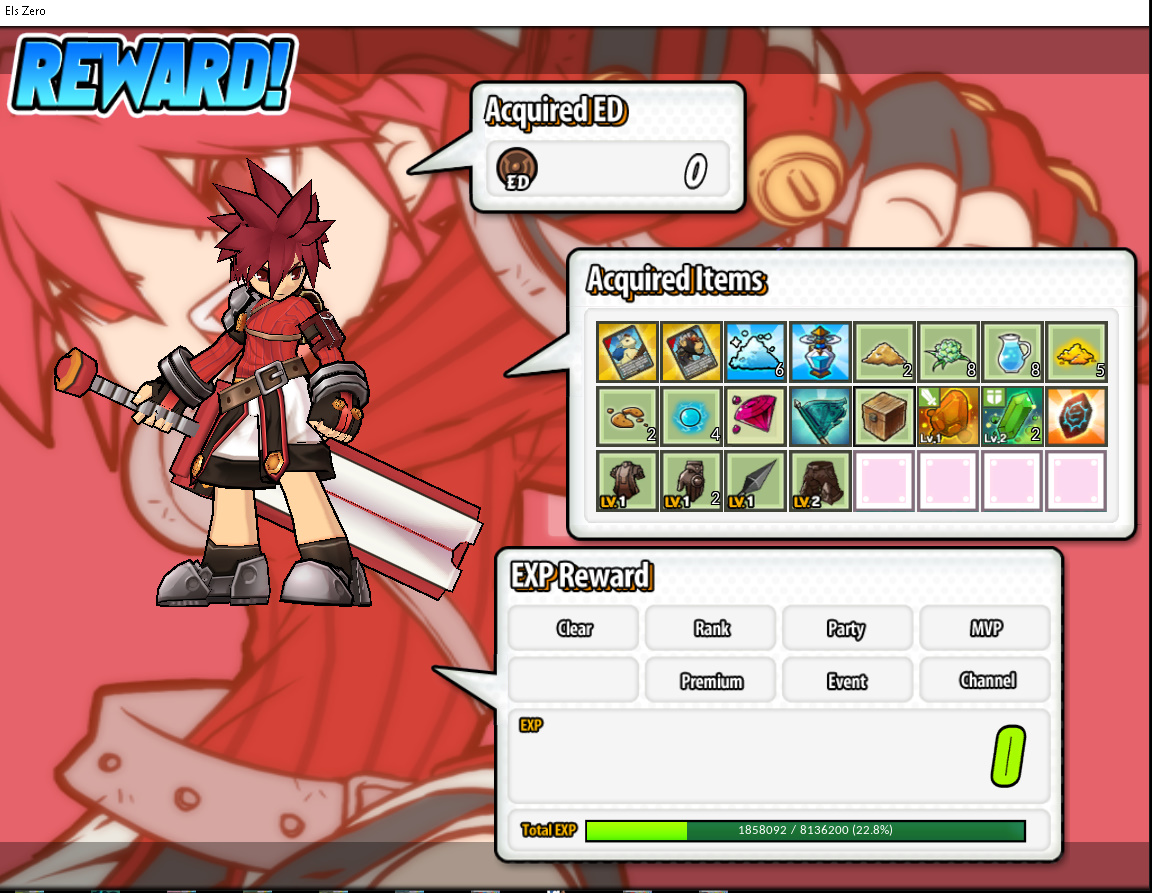 Els Zero
REWARD!
Acquired ED
ED 0
Acquired Items
6 2 8 8 5
2 4 LV.1 LV.2 2
LV.1 LV.1 2 LV.1 LV.2
EXP Reward
Clear Rank Party MVP
Premium Event Channel
EXP
0
Total EXP 1858092 / 8136200 (22.8%)